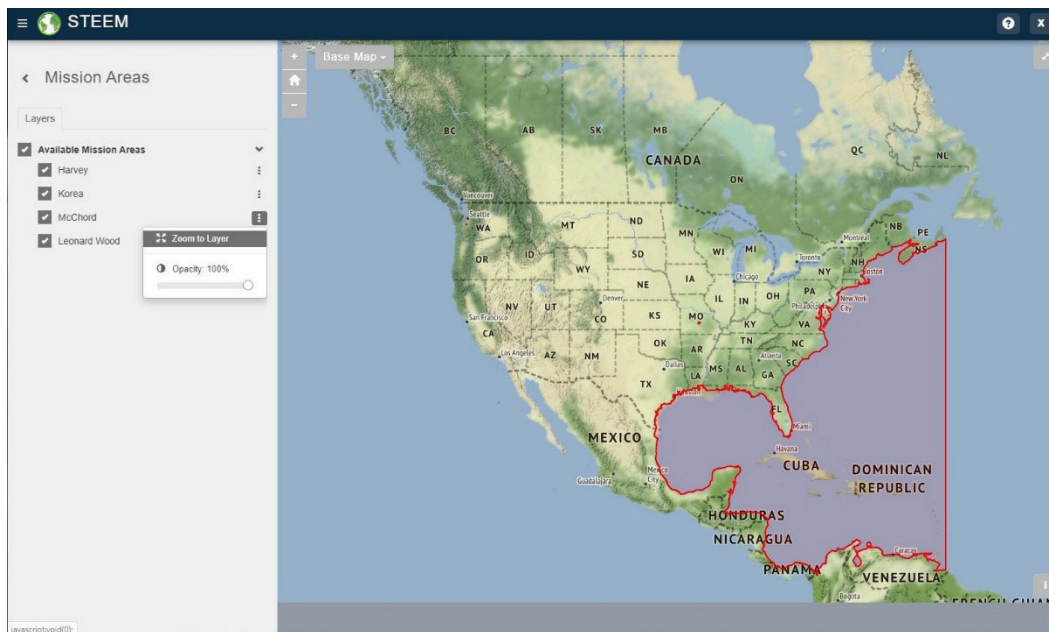 STEEM
?
X
Mission Areas
Layers
Available Mission Areas
Harvey
Korea
McChord
Leonard Wood
Zoom to Layer
Opacity: 100%
+
Base Map
−
BC
AB
SK
MB
CANADA
ON
QC
NL
Vancouver
Seattle
WA
MT
ND
MN
WI
MI
Montreal
NB
PE
NS
Toronto
NH
Boston
OR
ID
WY
SD
IA
Chicago
NY
PA
New York
City
Philadelphia
NE
IL
IN
OH
NV
UT
Denver
CO
KS
MO
KY
VA
San Francisco
CA
Los Angeles
AZ
NM
OK
AR
TN
NC
SC
Atlanta
Dallas
MS
AL
GA
LA
TX
Houston
FL
Miami
MEXICO
Havana
CUBA
DOMINICAN
REPUBLIC
Guadalajara
Mexico
City
HONDURAS
NICARAGUA
PANAMA
Caracas
VENEZUELA
Bogota
FRENCH GUIAN
i
javascript:void(0);